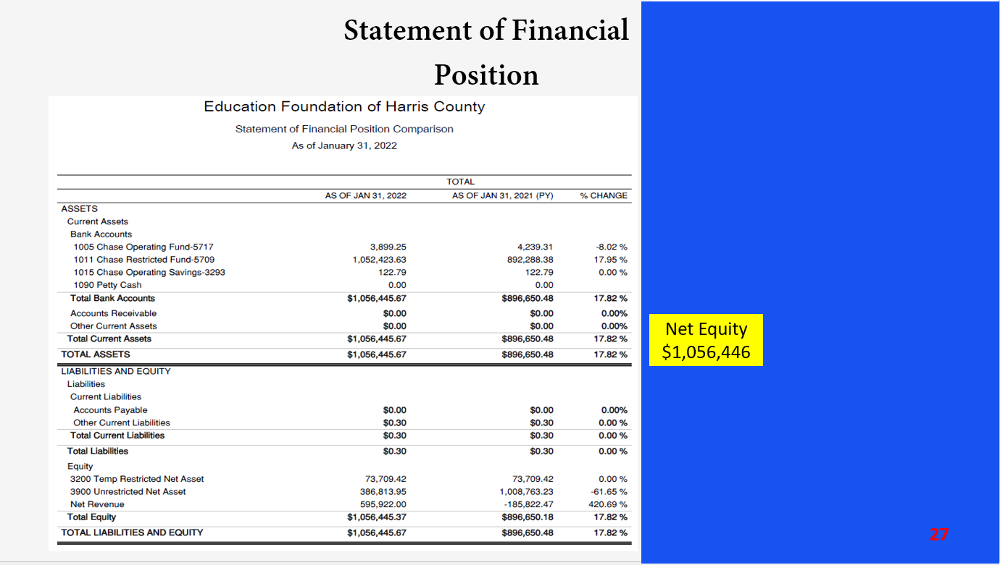 Statement of Financial
Position
Education Foundation of Harris County
Statement of Financial Position Comparison
As of January 31, 2022
TOTAL
AS OF JAN 31, 2022 AS OF JAN 31, 2021 (PY) % CHANGE
ASSETS
Current Assets
Bank Accounts
1005 Chase Operating Fund-5717 3,899.25 4,239.31 -8.02 %
1011 Chase Restricted Fund-5709 1,052,423.63 892,288.38 17.95 %
1015 Chase Operating Savings-3293 122.79 122.79 0.00 %
1090 Petty Cash 0.00 0.00
Total Bank Accounts $1,056,445.67 $896,650.48 17.82 %
Accounts Receivable $0.00 $0.00 0.00%
Other Current Assets $0.00 $0.00 0.00%
Total Current Assets $1,056,445.67 $896,650.48 17.82 %
TOTAL ASSETS $1,056,445.67 $896,650.48 17.82 %
LIABILITIES AND EQUITY
Liabilities
Current Liabilities
Accounts Payable $0.00 $0.00 0.00%
Other Current Liabilities $0.30 $0.30 0.00 %
Total Current Liabilities $0.30 $0.30 0.00 %
Total Liabilities $0.30 $0.30 0.00 %
Equity
3200 Temp Restricted Net Asset 73,709.42 73,709.42 0.00 %
3900 Unrestricted Net Asset 386,813.95 1,008,763.23 -61.65 %
Net Revenue 595,922.00 -185,822.47 420.69 %
Total Equity $1,056,445.37 $896,650.18 17.82 %
TOTAL LIABILITIES AND EQUITY $1,056,445.67 $896,650.48 17.82 %
Net Equity
$1,056,446
27